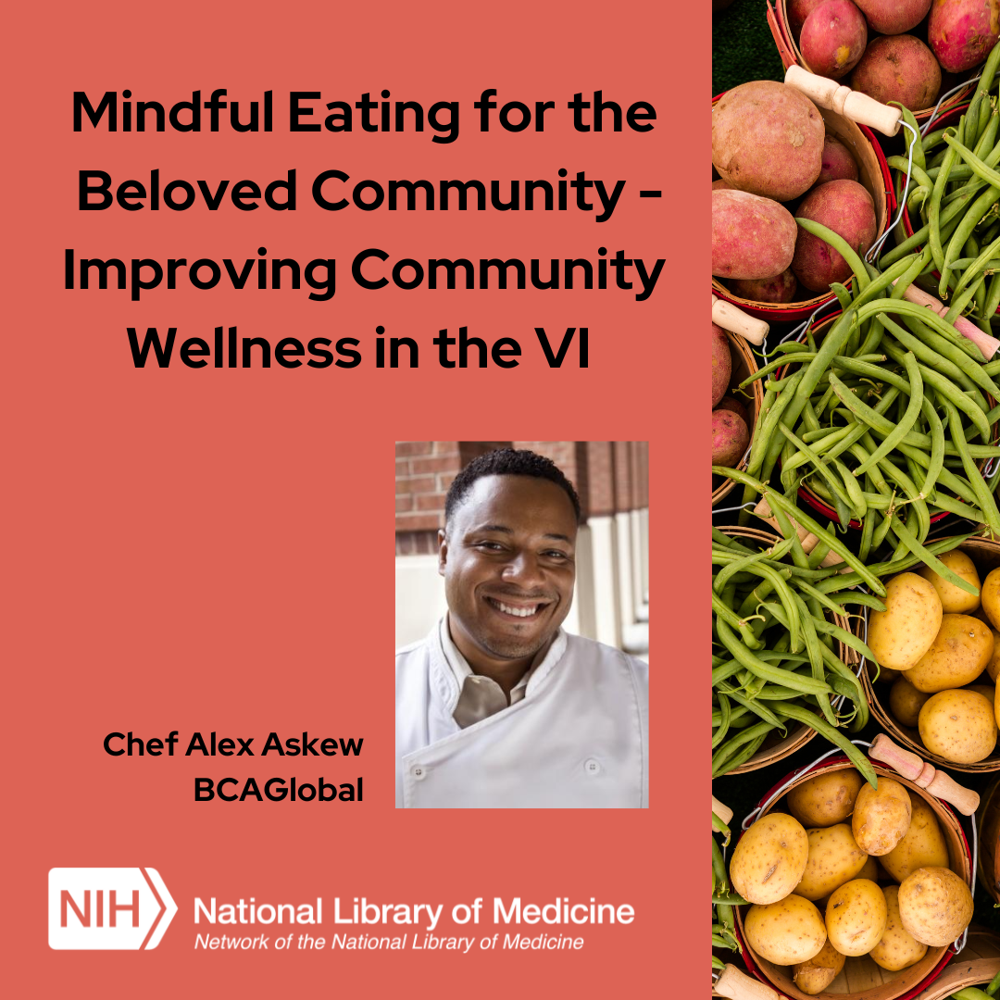 Mindful Eating for the
Beloved Community -
Improving Community
Wellness in the VI
Chef Alex Askew
BCAGlobal
NIH National Library of Medicine
Network of the National Library of Medicine